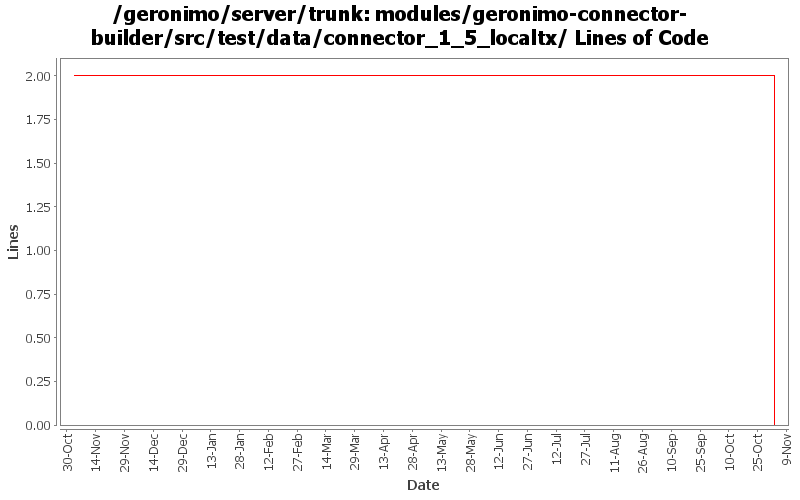 /geronimo/server/trunk: modules/geronimo-connector-
builder/src/test/data/connector_1_5_localtx/ Lines of Code
2.00
1.75
1.50
1.25
1.00
0.75
0.50
0.25
0.00
Lines
30-Oct
14-Nov
29-Nov
14-Dec
29-Dec
13-Jan
28-Jan
12-Feb
27-Feb
14-Mar
29-Mar
13-Apr
28-Apr
13-May
28-May
12-Jun
27-Jun
12-Jul
27-Jul
11-Aug
26-Aug
10-Sep
25-Sep
10-Oct
25-Oct
9-Nov
Date